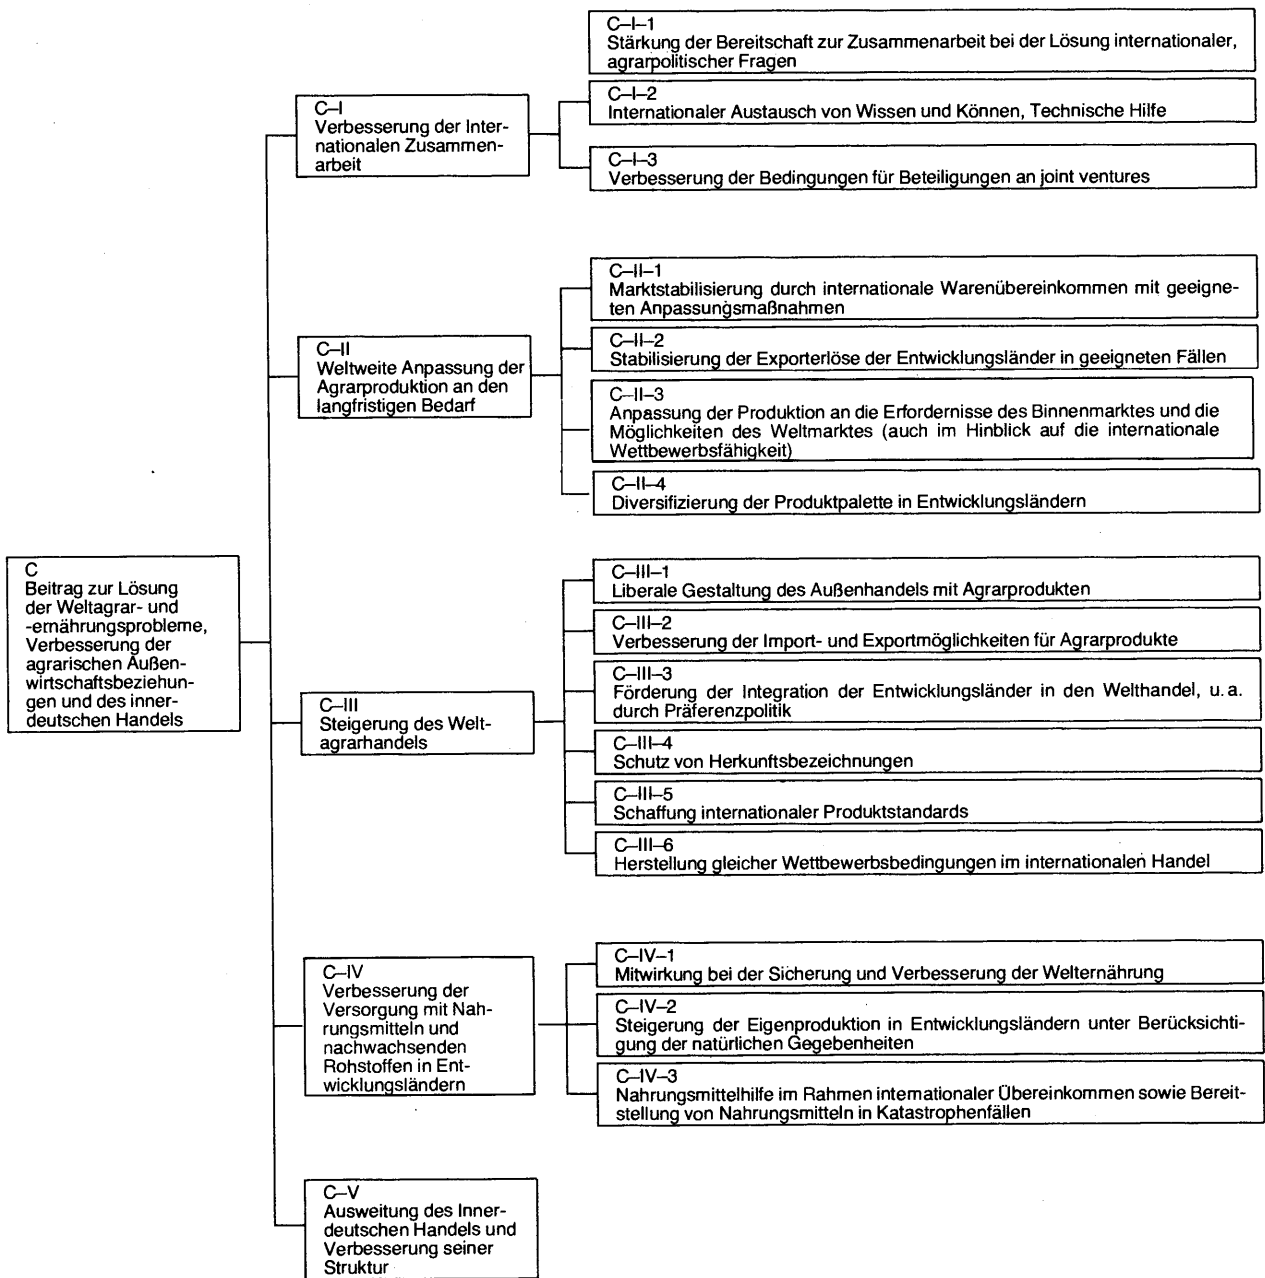 C
Beitrag zur Lösung
der Weltagrar- und
-ernährungsprobleme,
Verbesserung der
agrarischen Außen-
wirtschaftsbeziehun-
gen und des inner-
deutschen Handels
C–I
Verbesserung der Inter-
nationalen Zusammen-
arbeit
C–I–1
Stärkung der Bereitschaft zur Zusammenarbeit bei der Lösung internationaler,
agrarpolitischer Fragen
C–I–2
Internationaler Austausch von Wissen und Können, Technische Hilfe
C–I–3
Verbesserung der Bedingungen für Beteiligungen an joint ventures
C–II
Weltweite Anpassung der
Agrarproduktion an den
langfristigen Bedarf
C–II–1
Marktstabilisierung durch internationale Warenübereinkommen mit geeigne-
ten Anpassungsmaßnahmen
C–II–2
Stabilisierung der Exporterlöse der Entwicklungsländer in geeigneten Fällen
C–II–3
Anpassung der Produktion an die Erfordernisse des Binnenmarktes und die
Möglichkeiten des Weltmarktes (auch im Hinblick auf die internationale
Wettbewerbsfähigkeit)
C–II–4
Diversifizierung der Produktpalette in Entwicklungsländern
C–III
Steigerung des Welt-
agrarhandels
C–III–1
Liberale Gestaltung des Außenhandels mit Agrarprodukten
C–III–2
Verbesserung der Import- und Exportmöglichkeiten für Agrarprodukte
C–III–3
Förderung der Integration der Entwicklungsländer in den Welthandel, u. a.
durch Präferenzpolitik
C–III–4
Schutz von Herkunftsbezeichnungen
C–III–5
Schaffung internationaler Produktstandards
C–III–6
Herstellung gleicher Wettbewerbsbedingungen im internationalen Handel
C–IV
Verbesserung der
Versorgung mit Nah-
rungsmitteln und
nachwachsenden
Rohstoffen in Ent-
wicklungsländern
C–IV–1
Mitwirkung bei der Sicherung und Verbesserung der Welternährung
C–IV–2
Steigerung der Eigenproduktion in Entwicklungsländern unter Berücksichti-
gung der natürlichen Gegebenheiten
C–IV–3
Nahrungsmittelhilfe im Rahmen internationaler Übereinkommen sowie Bereit-
stellung von Nahrungsmitteln in Katastrophenfällen
C–V
Ausweitung des Inner-
deutschen Handels und
Verbesserung seiner
Struktur